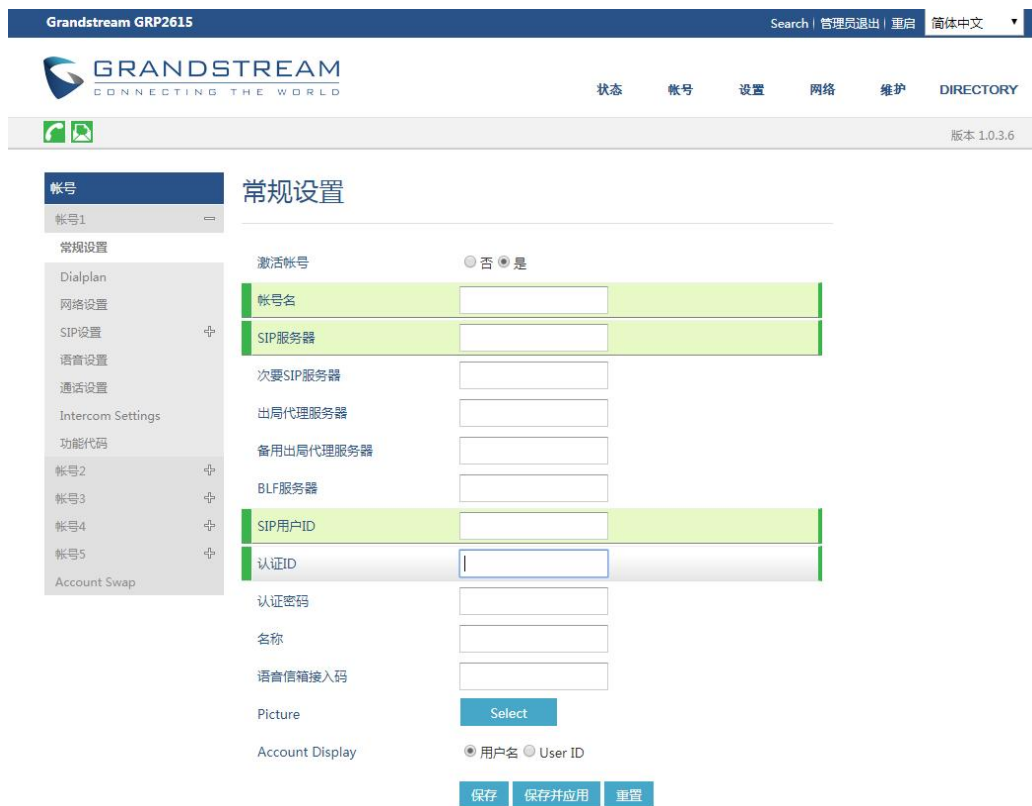 Grandstream GRP2615
Search | 管理员退出 | 重启 简体中文
GRANDSTREAM
CONNECTING THE WORLD
状态 帐号 设置 网络 维护 DIRECTORY
版本 1.0.3.6
帐号
帐号1
常规设置
Dialplan
网络设置
SIP设置
语音设置
通话设置
Intercom Settings
功能代码
帐号2
帐号3
帐号4
帐号5
Account Swap
常规设置
激活帐号 否 是
帐号名
SIP服务器
次要SIP服务器
出局代理服务器
备用出局代理服务器
BLF服务器
SIP用户ID
认证ID
认证密码
名称
语音信箱接入码
Picture Select
Account Display 用户名 User ID
保存 保存并应用 重置